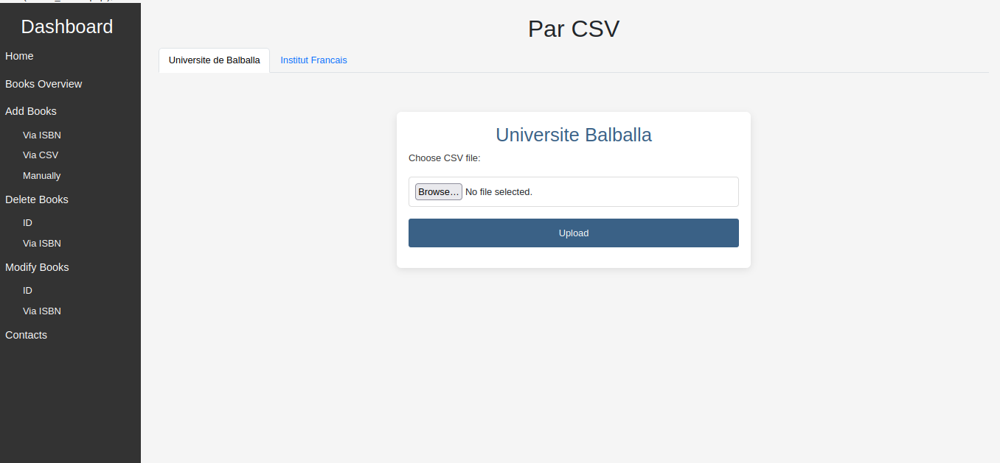 Dashboard
Home
Books Overview
Add Books
Via ISBN
Via CSV
Manually
Delete Books
ID
Via ISBN
Modify Books
ID
Via ISBN
Contacts
Par CSV
Universite de Balballa
Institut Francais
Universite Balballa
Choose CSV file:
Browse... No file selected.
Upload